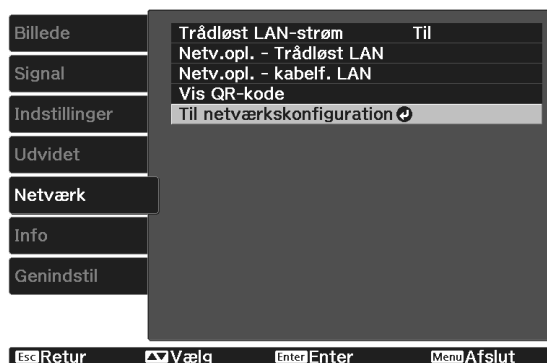 Billede
Signal
Indstillinger
Udvidet
Netværk
Info
Genindstil
Trådløst LAN-strøm Til
Netv.opl. - Trådløst LAN
Netv.opl. - kabelf. LAN
Vis QR-kode
Til netværkskonfiguration
Esc Retur Vælg Enter Enter Menu Afslut